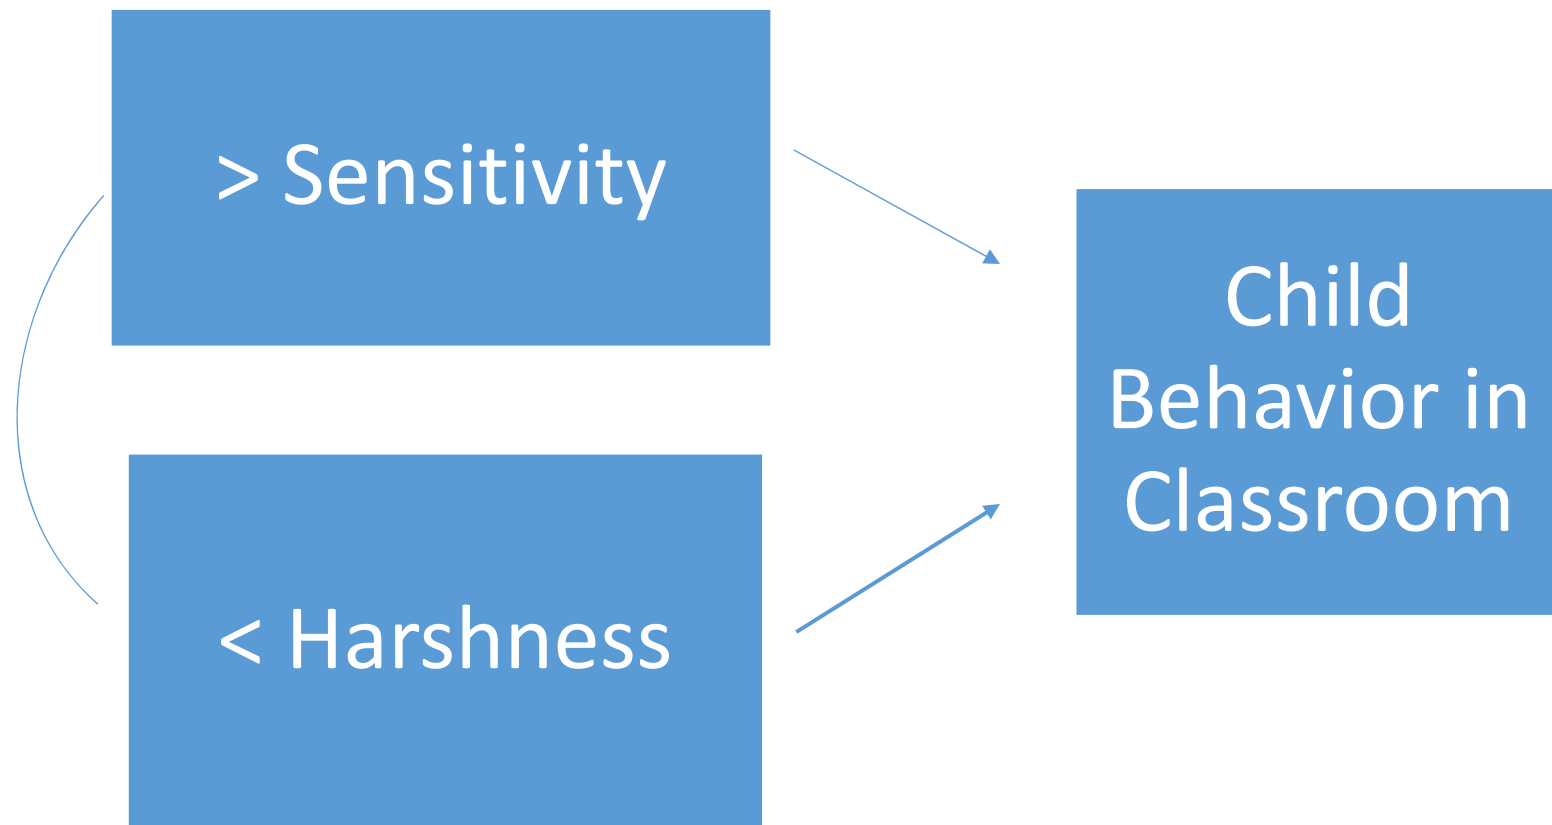 > Sensitivity
< Harshness
Child
Behavior in
Classroom